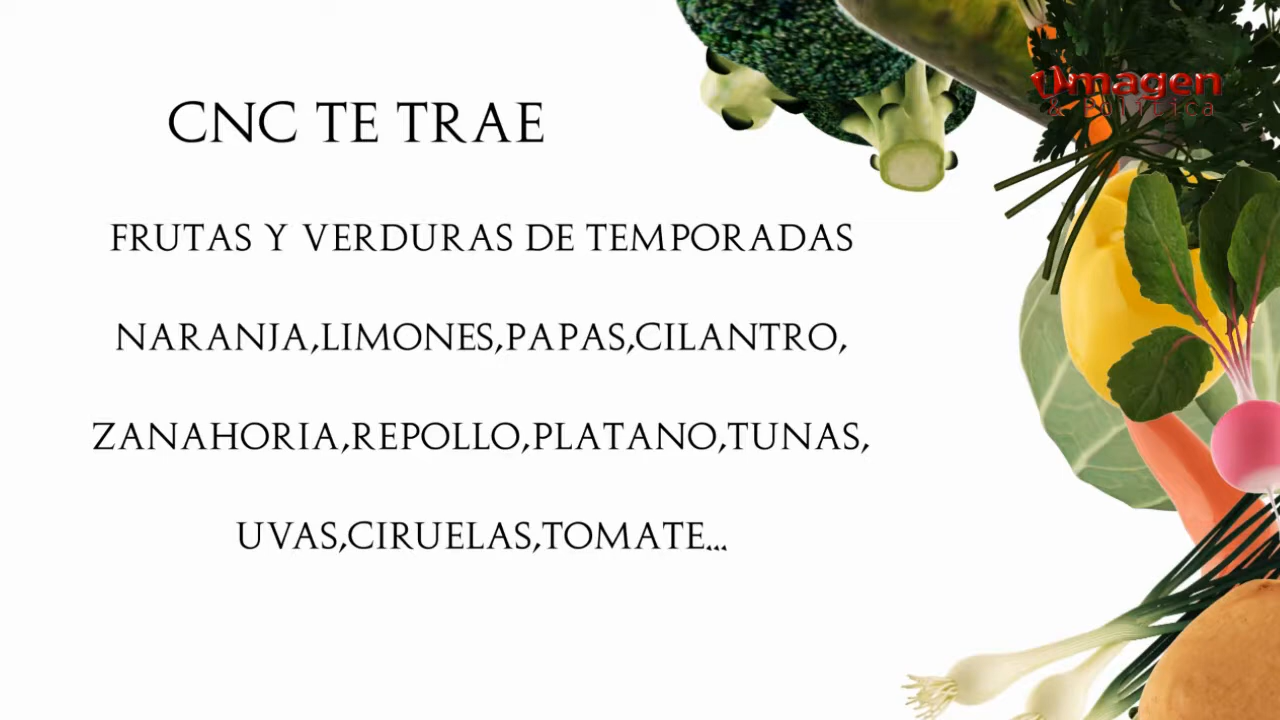 CNC TE TRAE
FRUTAS Y VERDURAS DE TEMPORADAS
NARANJA,LIMONES,PAPAS,CILANTRO,
ZANAHORIA,REPOLLO,PLATANO,TUNAS,
UVAS,CIRUELAS,TOMATE...
Imagen
& Política